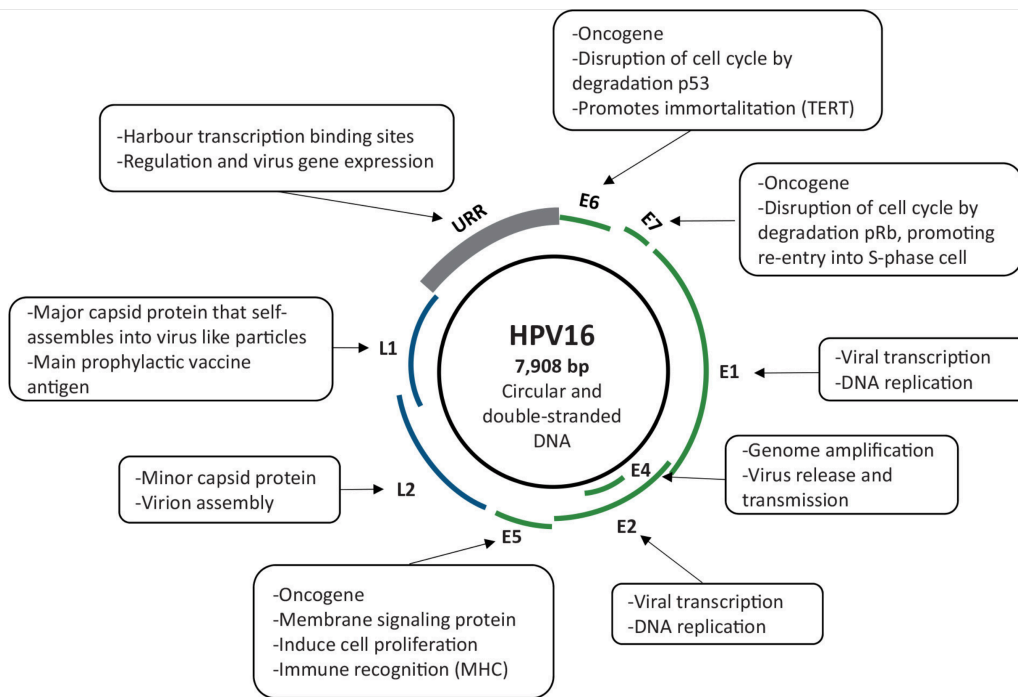 -Oncogene
-Disruption of cell cycle by
degradation p53
-Promotes immortalitation (TERT)
-Harbour transcription binding sites
-Regulation and virus gene expression
URR
E6
E7
-Oncogene
-Disruption of cell cycle by
degradation pRb, promoting
re-entry into S-phase cell
-Major capsid protein that self-
assembles into virus like particles
-Main prophylactic vaccine
antigen
L1
HPV16
7,908 bp
Circular and
double-stranded
DNA
E1
-Viral transcription
-DNA replication
-Minor capsid protein
-Virion assembly
L2
E4
-Genome amplification
-Virus release and
transmission
E5
E2
-Oncogene
-Membrane signaling protein
-Induce cell proliferation
-Immune recognition (MHC)
-Viral transcription
-DNA replication